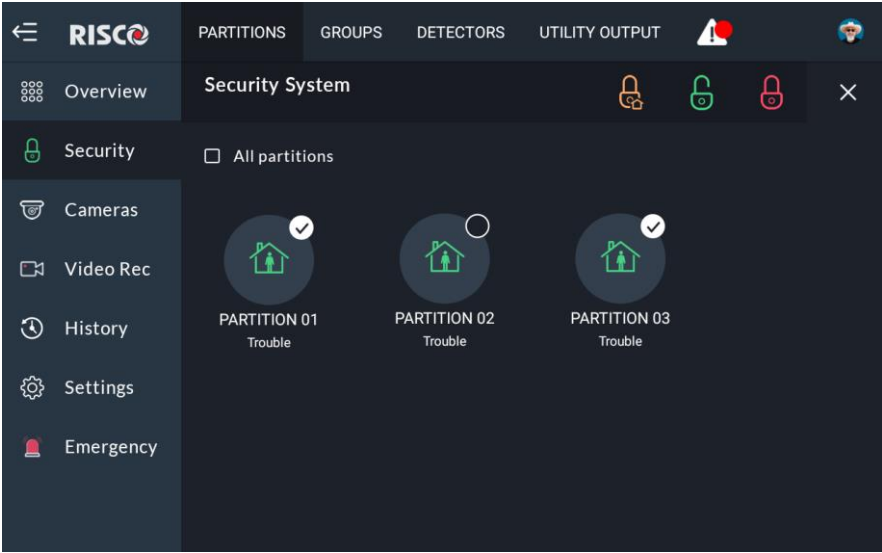 RISCO
PARTITIONS
GROUPS
DETECTORS
UTILITY OUTPUT
Overview
Security System
Security
All partitions
Cameras
Video Rec
PARTITION 01
PARTITION 02
PARTITION 03
Trouble
Trouble
Trouble
History
Settings
Emergency